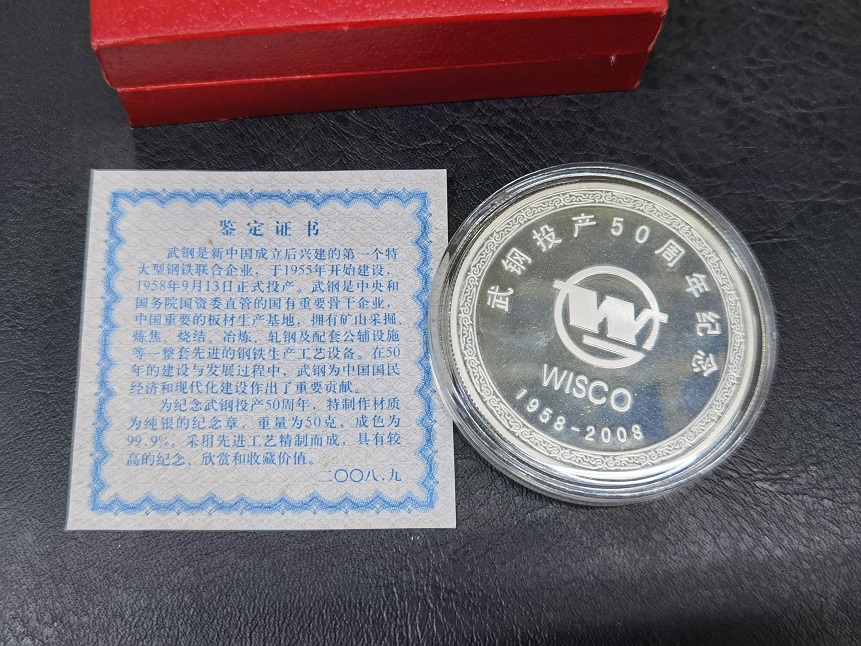 鉴定证书
武钢是新中国成立后兴建的第一个特
大型钢铁联合企业，于1955年开始建设，
1958年9月13日正式投产。武钢是中央和
国务院国资委直管的国有重要骨干企业，
中国重要的板材生产基地，拥有矿山采掘、
炼焦、烧结、冶炼、轧钢及配套公辅设施
等一整套先进的钢铁生产工艺设备。在50
年的建设与发展过程中，武钢为中国国民
经济和现代化建设作出了重要贡献。
为纪念武钢投产50周年，特制作材质
为纯银的纪念章，重量为50克，成色为
99.9%。采用先进工艺精制而成，具有较
高的纪念、欣赏和收藏价值。
二〇〇八.九
武钢投产50周年纪念
WISCO
1958-2008